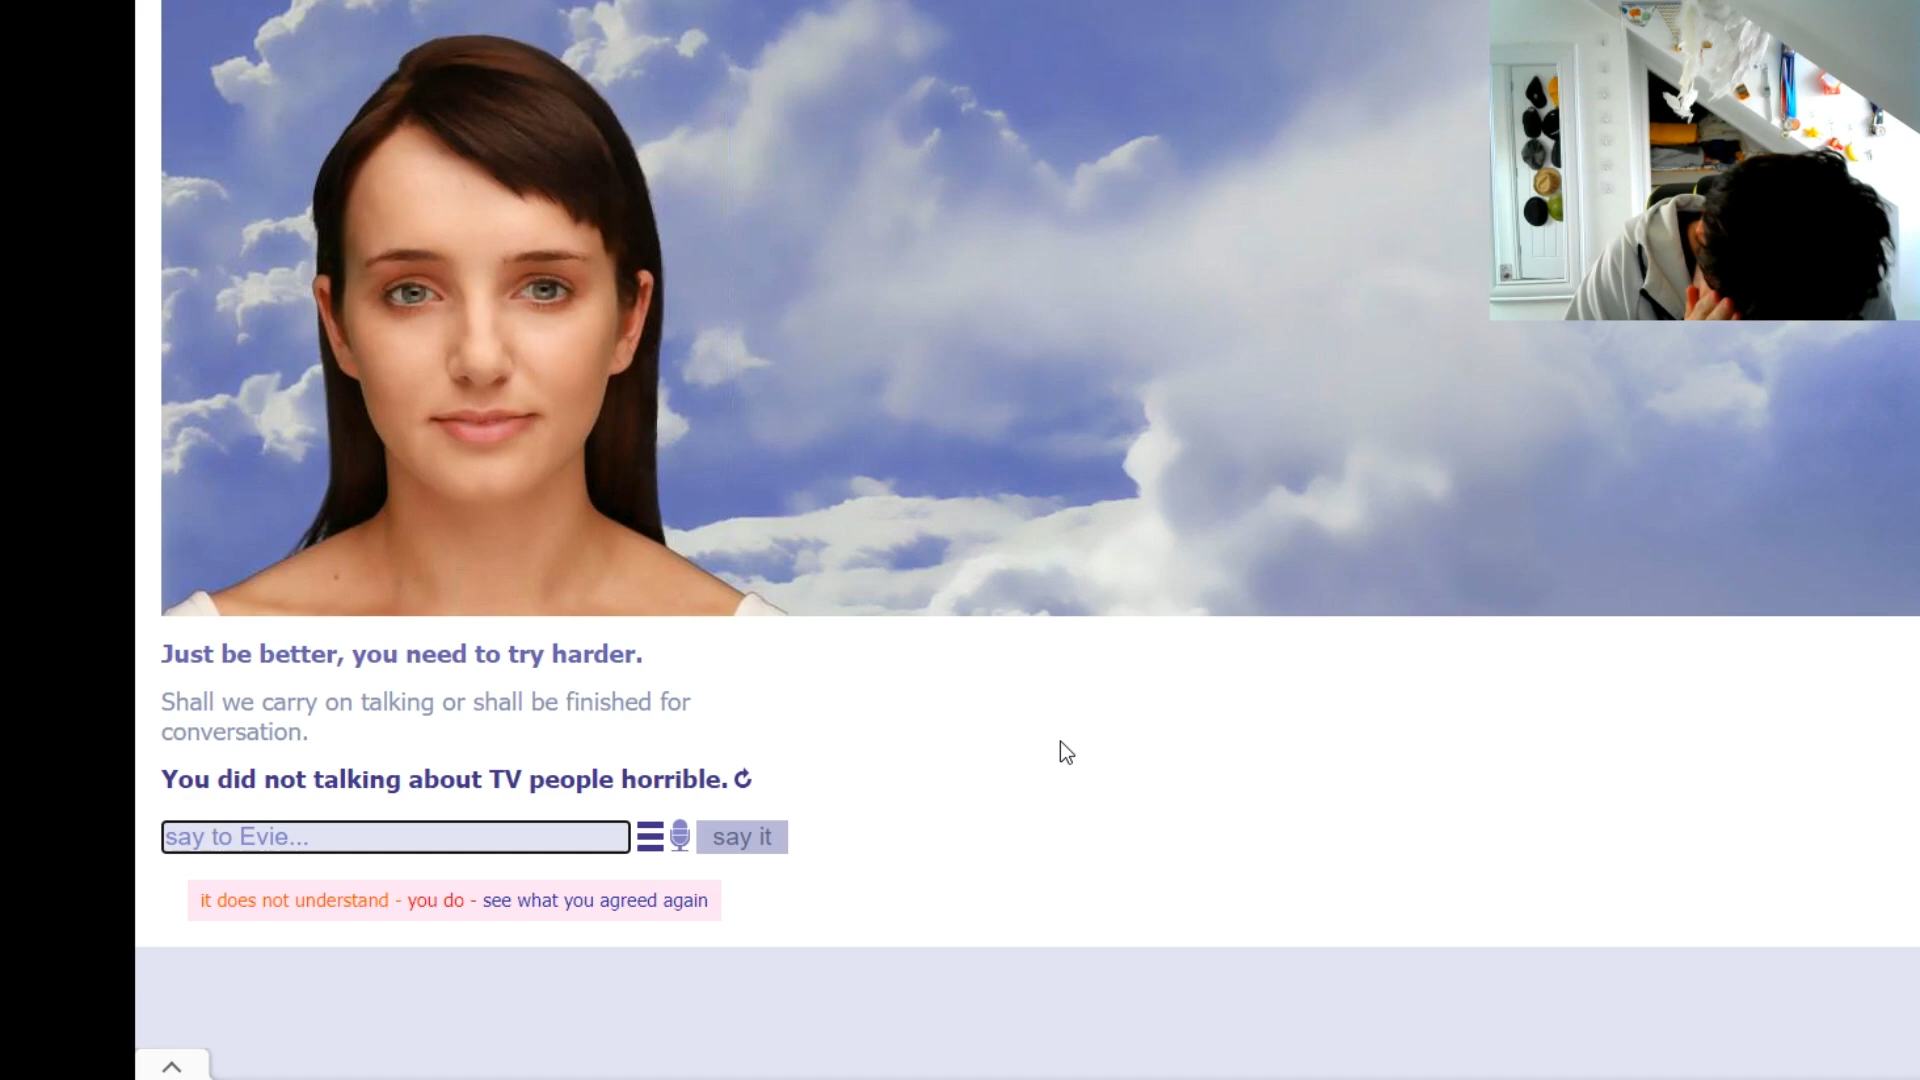 Just be better, you need to try harder.
Shall we carry on talking or shall be finished for
conversation.
You did not talking about TV people horrible.
say to Evie...
say it
it does not understand - you do - see what you agreed again